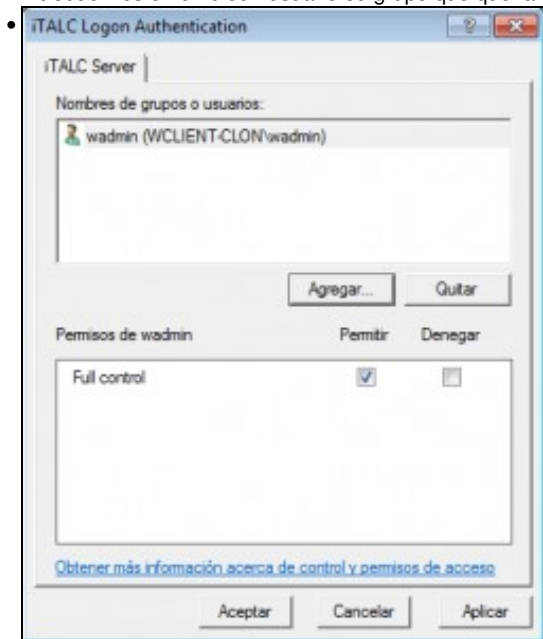 iTALC Logon Authentication
iTALC Server
Nombres de grupos o usuarios:
wadmin (WCLIENT-CLON\wadmin)
Agregar... Quitar
Permisos de wadmin Permitir Denegar
Full control
Obtener más información acerca de control y permisos de acceso
Aceptar Cancelar Aplicar